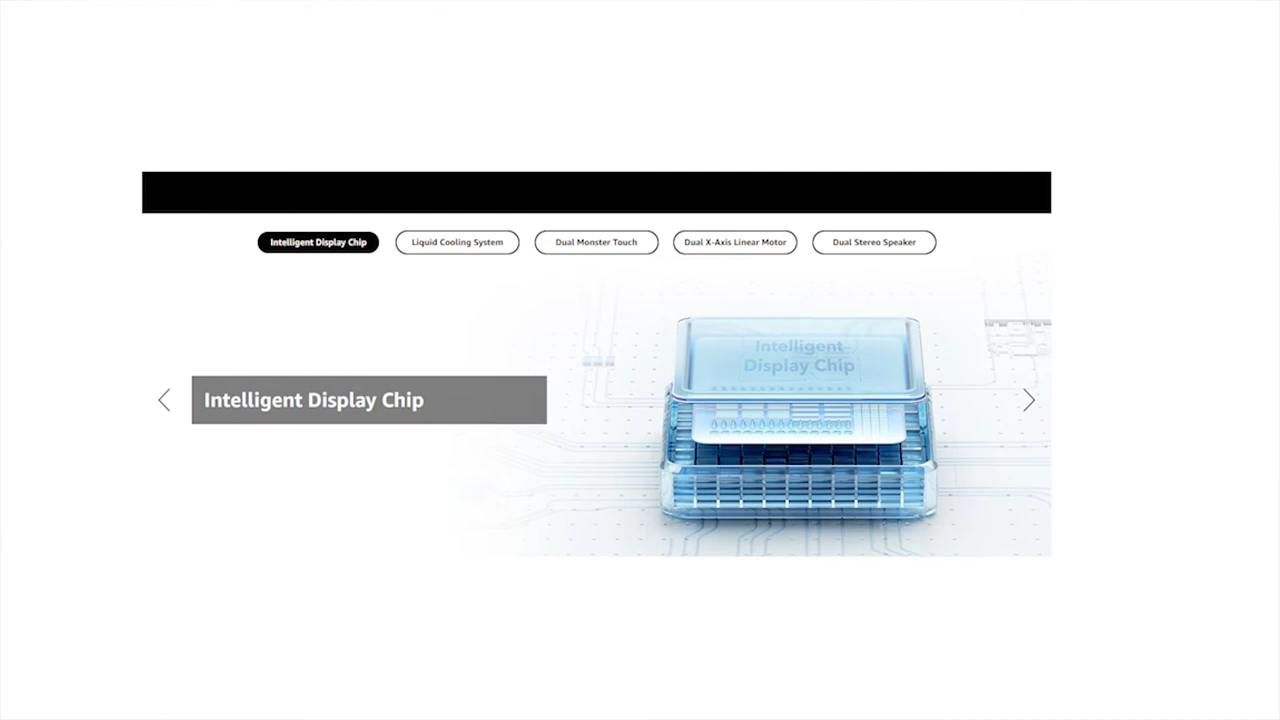 Intelligent Display Chip
Liquid Cooling System
Dual Monster Touch
Dual X-Axis Linear Motor
Dual Stereo Speaker
Intelligent
Display Chip
Intelligent Display Chip